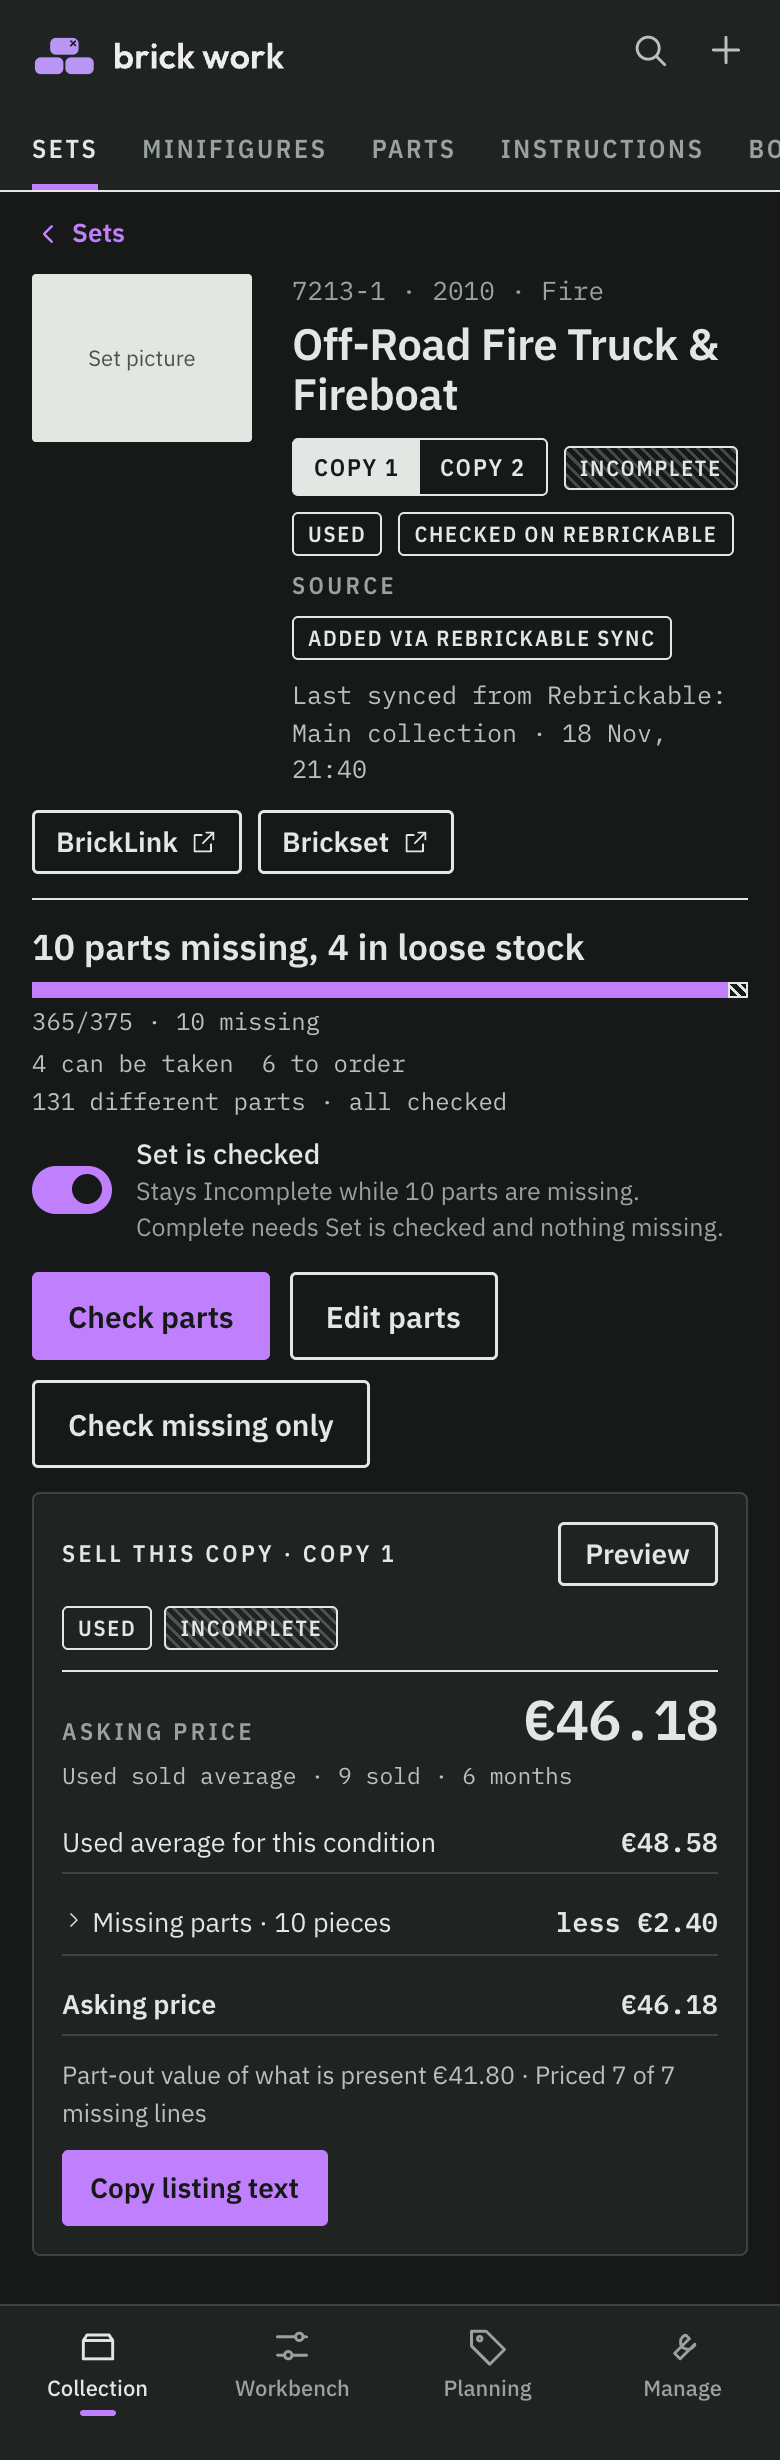 brick work
SETS MINIFIGURES PARTS INSTRUCTIONS BO
Sets
Set picture
7213-1 · 2010 · Fire
Off-Road Fire Truck &
Fireboat
COPY 1 COPY 2 INCOMPLETE
USED CHECKED ON REBRICKABLE
SOURCE
ADDED VIA REBRICKABLE SYNC
Last synced from Rebrickable:
Main collection · 18 Nov,
21:40
BrickLink Brickset
10 parts missing, 4 in loose stock
365/375 · 10 missing
4 can be taken 6 to order
131 different parts · all checked
Set is checked
Stays Incomplete while 10 parts are missing.
Complete needs Set is checked and nothing missing.
Check parts Edit parts
Check missing only
SELL THIS COPY · COPY 1 Preview
USED INCOMPLETE
ASKING PRICE €46.18
Used sold average · 9 sold · 6 months
Used average for this condition €48.58
Missing parts · 10 pieces less €2.40
Asking price €46.18
Part-out value of what is present €41.80 · Priced 7 of 7
missing lines
Copy listing text
Collection Workbench Planning Manage